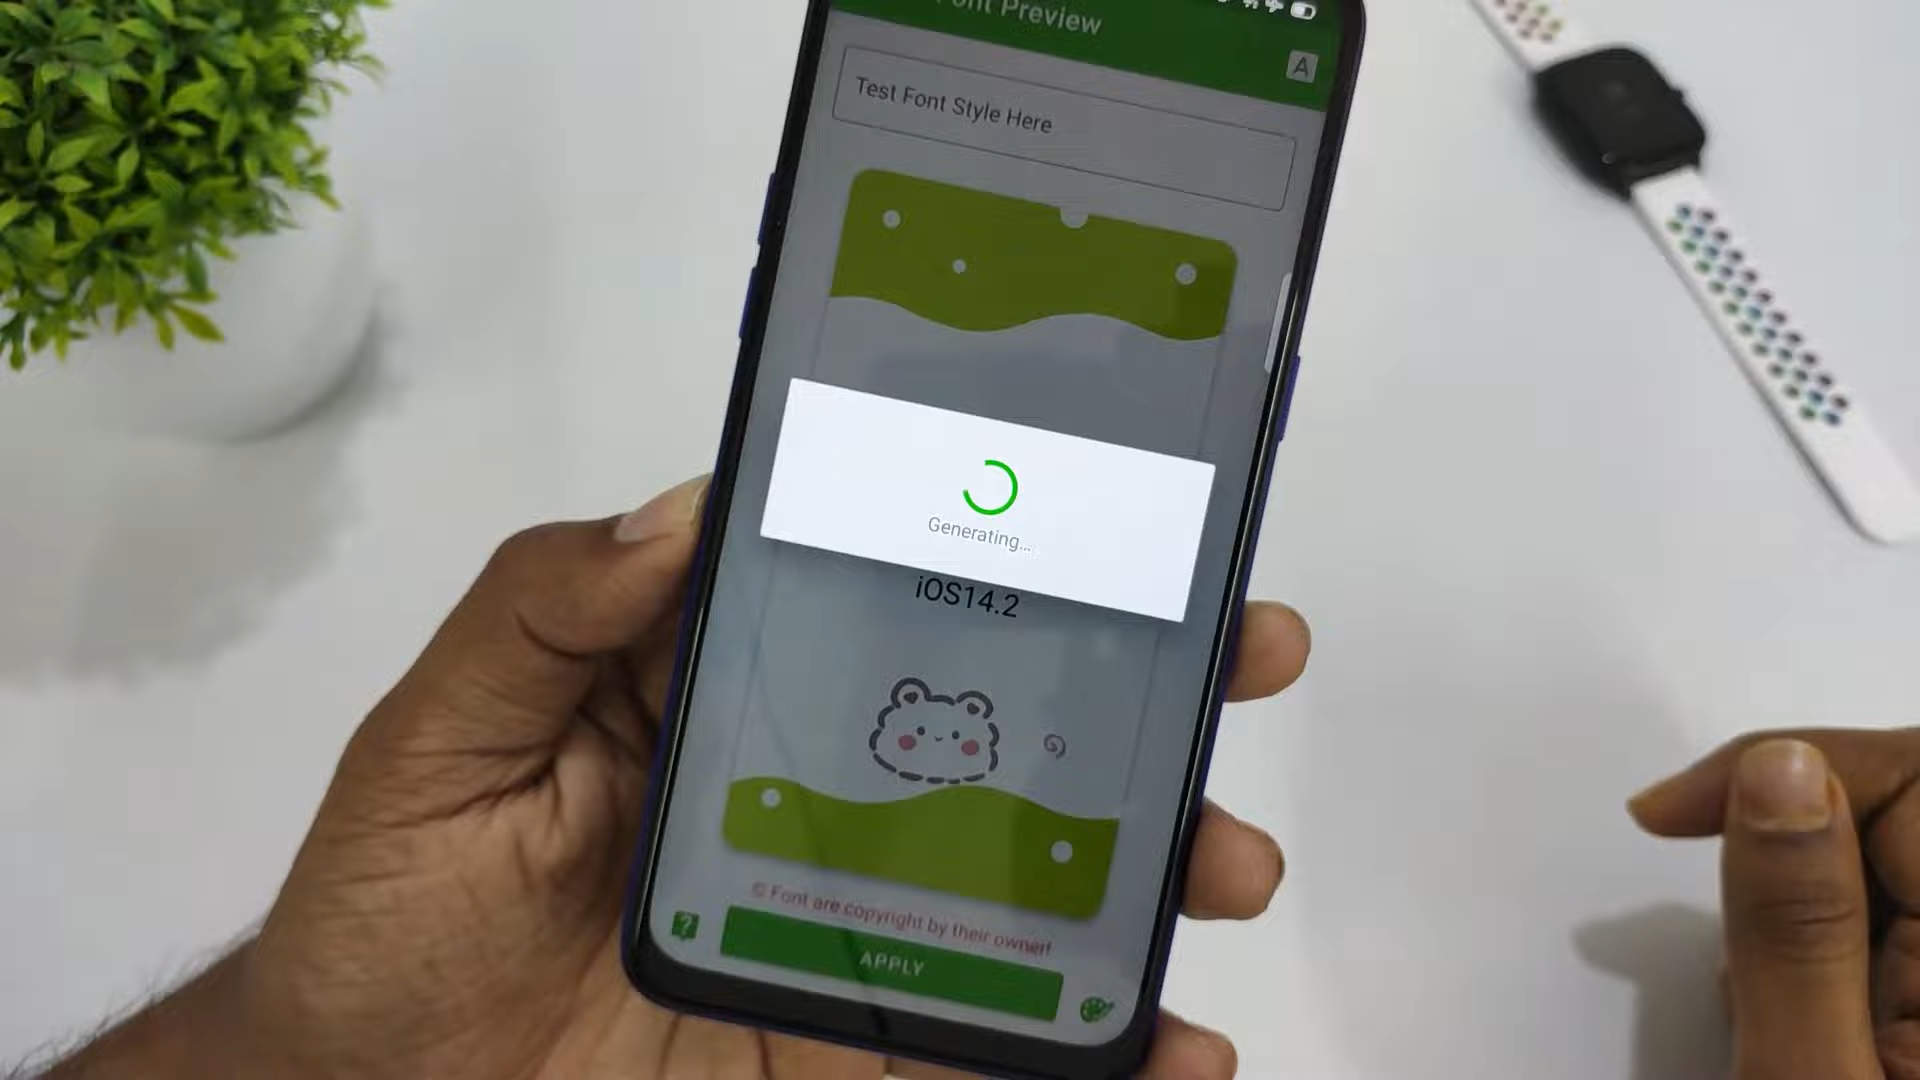 Font Preview
A
Test Font Style Here
Generating...
iOS14.2
© Font are copyright by their owner!
?
APPLY